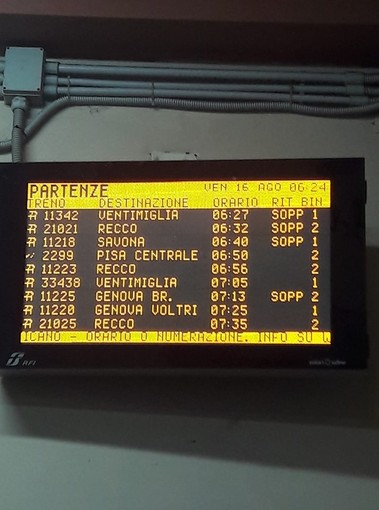 PARTENZE VEN 16 AGO 06:24
TRENO DESTINAZIONE ORARIO RIT BIN
R 11342 VENTIMIGLIA 06:27 SOPP 1
R 21021 RECCO 06:32 SOPP 2
R 11218 SAVONA 06:40 SOPP 1
2299 PISA CENTRALE 06:50 2
R 11223 RECCO 06:56 2
R 33438 VENTIMIGLIA 07:05 1
R 11225 GENOVA BR. 07:13 SOPP 2
R 11220 GENOVA VOLTRI 07:25 1
R 21025 RECCO 07:35 2
ICANO - ORARIO O NUMERAZIONE. INFO SU W
RFI